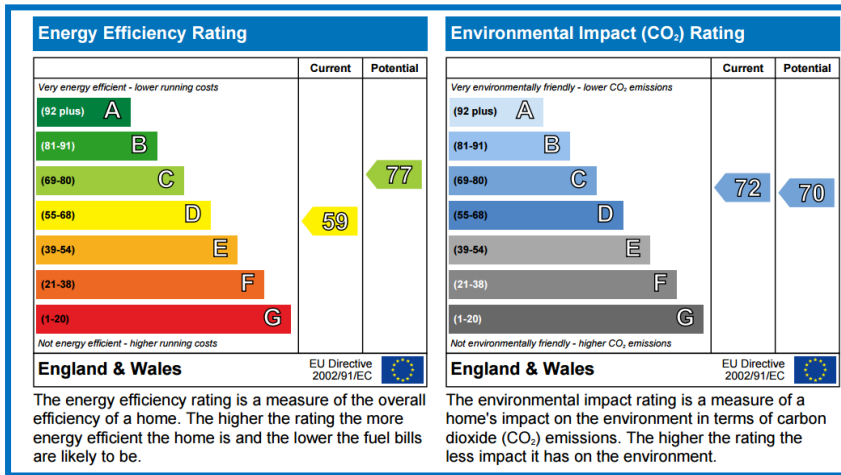 Energy Efficiency Rating
Current Potential
Very energy efficient - lower running costs
(92 plus) A
(81-91) B
(69-80) C
77
(55-68) D
59
(39-54) E
(21-38) F
(1-20) G
Not energy efficient - higher running costs
England & Wales
EU Directive
2002/91/EC
The energy efficiency rating is a measure of the overall
efficiency of a home. The higher the rating the more
energy efficient the home is and the lower the fuel bills
are likely to be.
Environmental Impact (CO₂) Rating
Current Potential
Very environmentally friendly - lower CO₂ emissions
(92 plus) A
(81-91) B
(69-80) C
72
70
(55-68) D
(39-54) E
(21-38) F
(1-20) G
Not environmentally friendly - higher CO₂ emissions
England & Wales
EU Directive
2002/91/EC
The environmental impact rating is a measure of a
home's impact on the environment in terms of carbon
dioxide (CO₂) emissions. The higher the rating the
less impact it has on the environment.